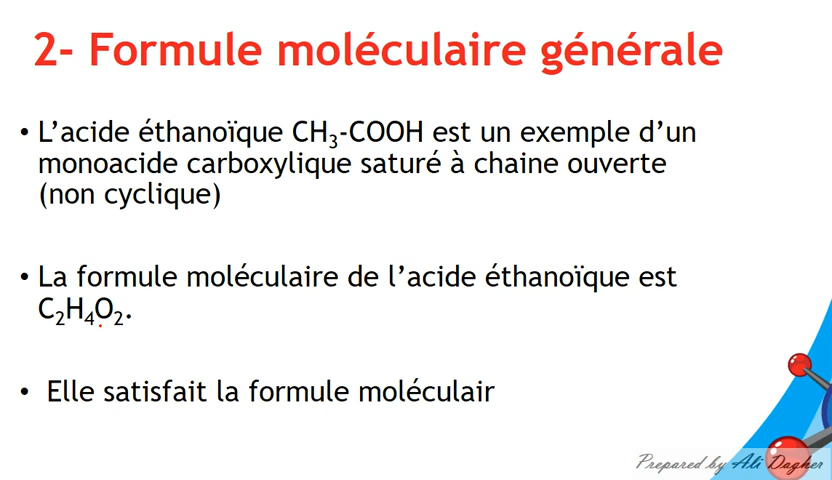 2- Formule moléculaire générale
• L’acide éthanoïque CH₃-COOH est un exemple d’un
monoacide carboxylique saturé à chaine ouverte
(non cyclique)
• La formule moléculaire de l’acide éthanoïque est
C₂H₄O₂.
• Elle satisfait la formule moléculair
Prepared by Ali Dagher